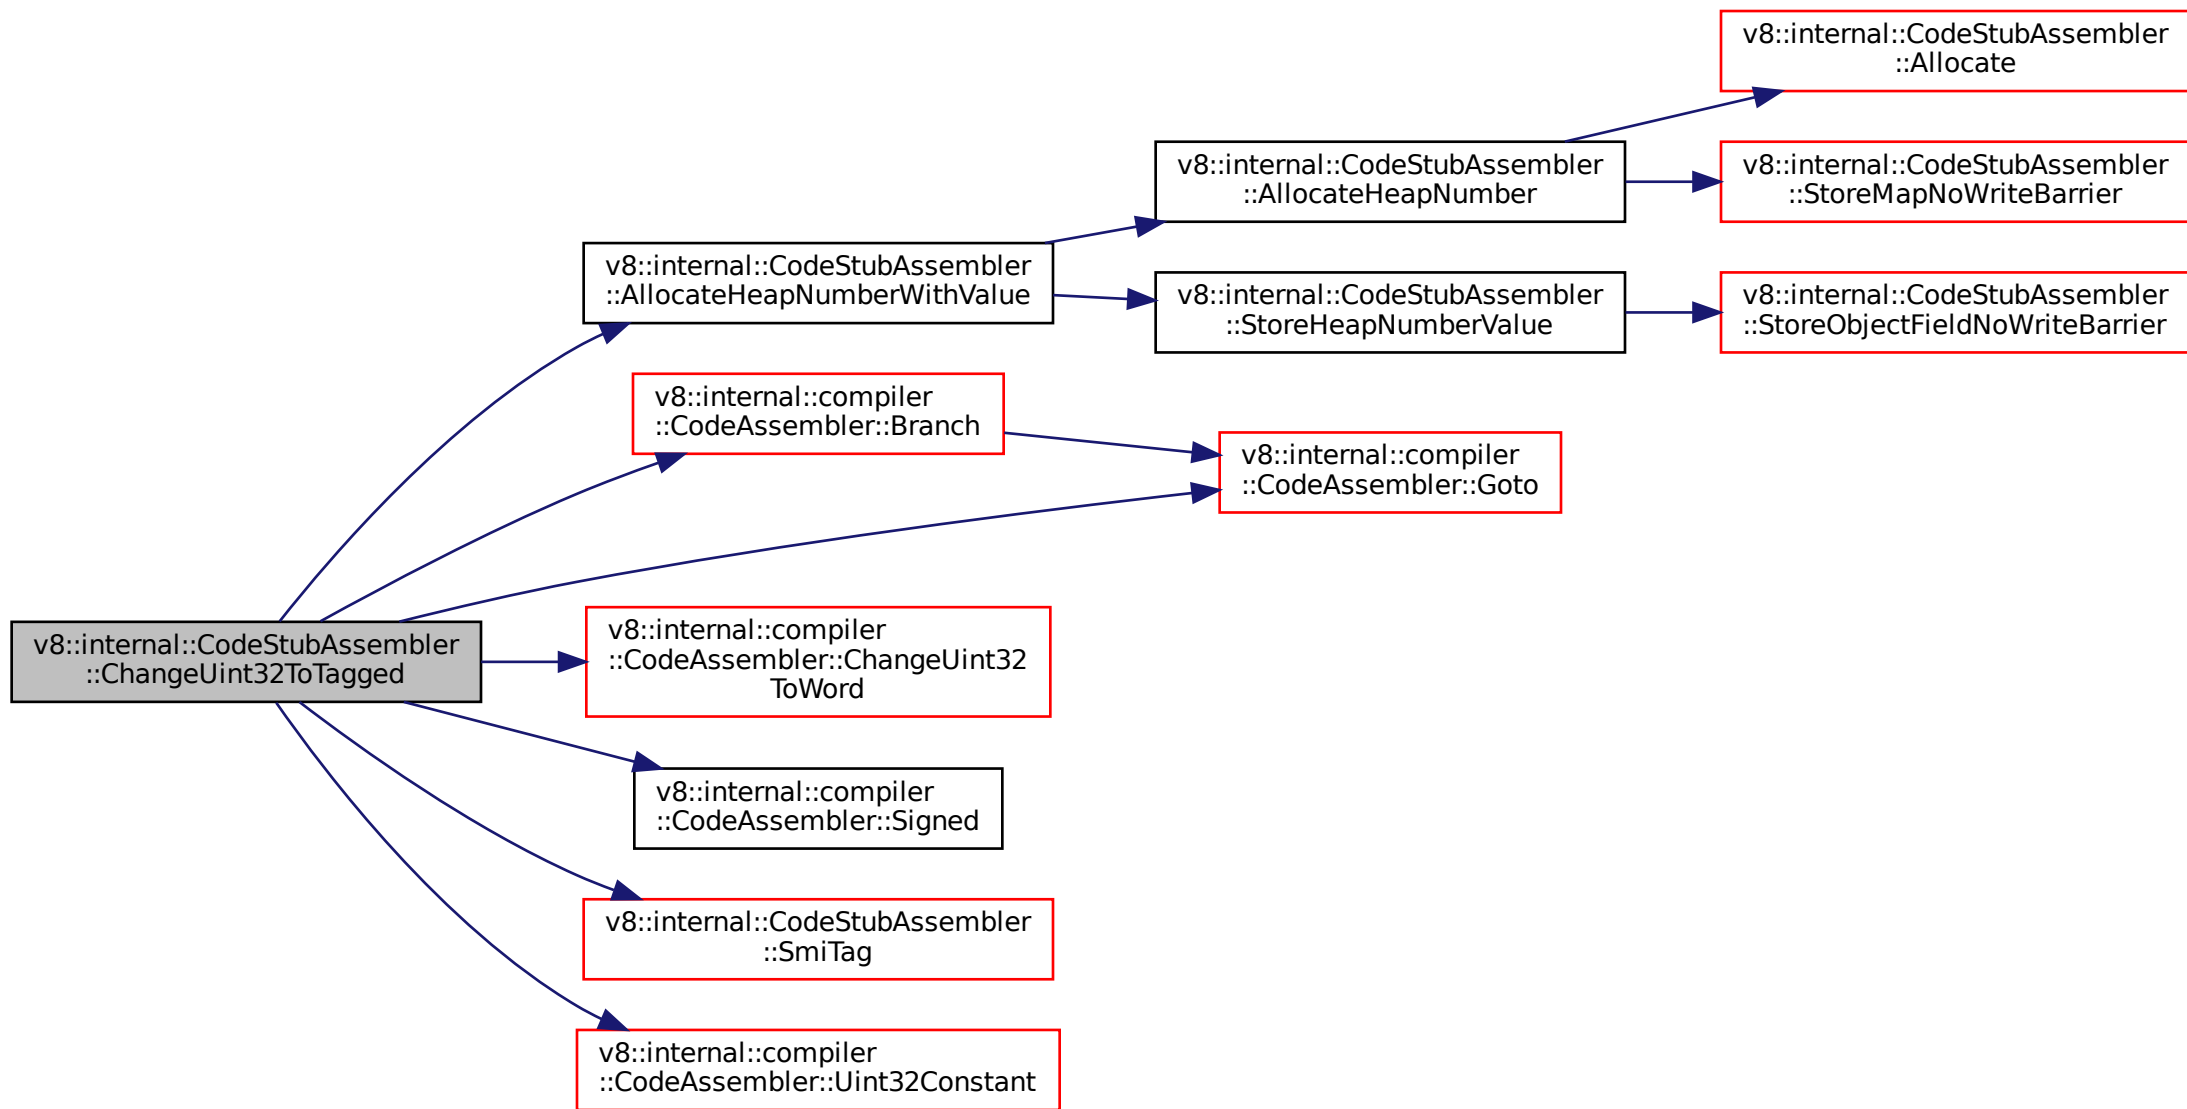 v8::internal::CodeStubAssembler
::Allocate
v8::internal::CodeStubAssembler
::AllocateHeapNumber
v8::internal::CodeStubAssembler
::StoreMapNoWriteBarrier
v8::internal::CodeStubAssembler
::AllocateHeapNumberWithValue
v8::internal::CodeStubAssembler
::StoreHeapNumberValue
v8::internal::CodeStubAssembler
::StoreObjectFieldNoWriteBarrier
v8::internal::compiler
::CodeAssembler::Branch
v8::internal::compiler
::CodeAssembler::Goto
v8::internal::CodeStubAssembler
::ChangeUint32ToTagged
v8::internal::compiler
::CodeAssembler::ChangeUint32
ToWord
v8::internal::compiler
::CodeAssembler::Signed
v8::internal::CodeStubAssembler
::SmiTag
v8::internal::compiler
::CodeAssembler::Uint32Constant